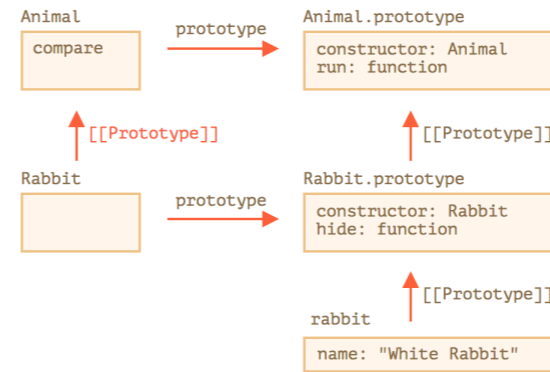 Animal
prototype
Animal.prototype
compare
constructor: Animal
run: function
[[Prototype]]
[[Prototype]]
Rabbit
prototype
Rabbit.prototype
constructor: Rabbit
hide: function
[[Prototype]]
rabbit
name: "White Rabbit"